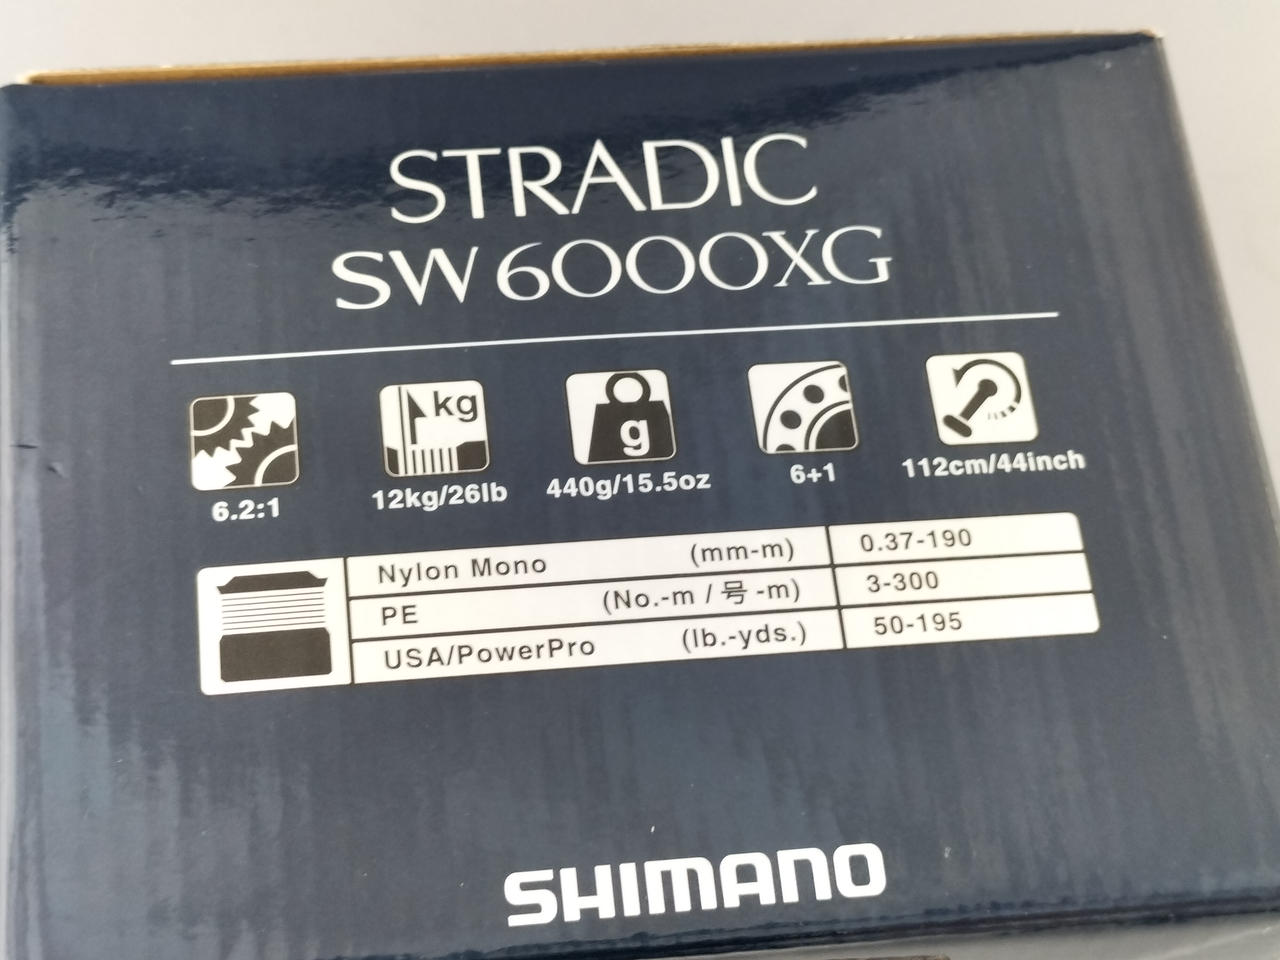 STRADIC
SW 6000XG
kg
g
6.2:1
12kg/26lb
440g/15.5oz
6+1
112cm/44inch
Nylon Mono (mm-m) 0.37-190
PE (No.-m / 号 -m) 3-300
USA/PowerPro (lb.-yds.) 50-195
SHIMANO